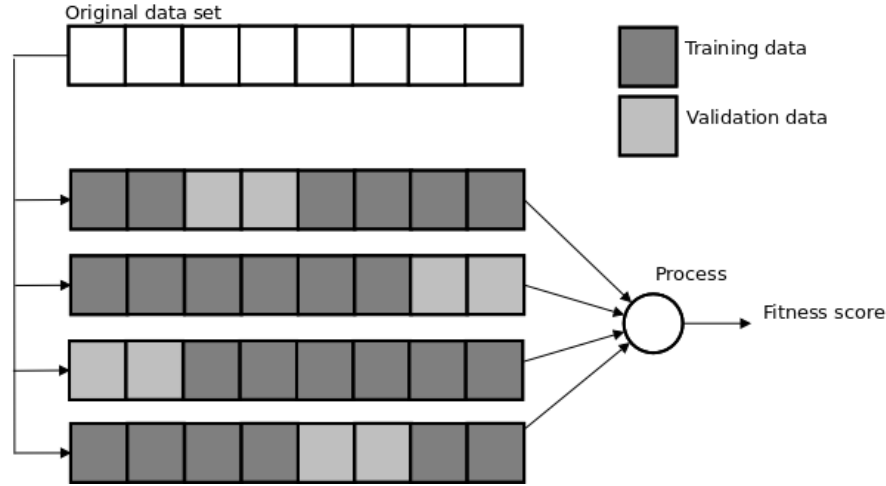 Original data set
Training data
Validation data
Process
Fitness score